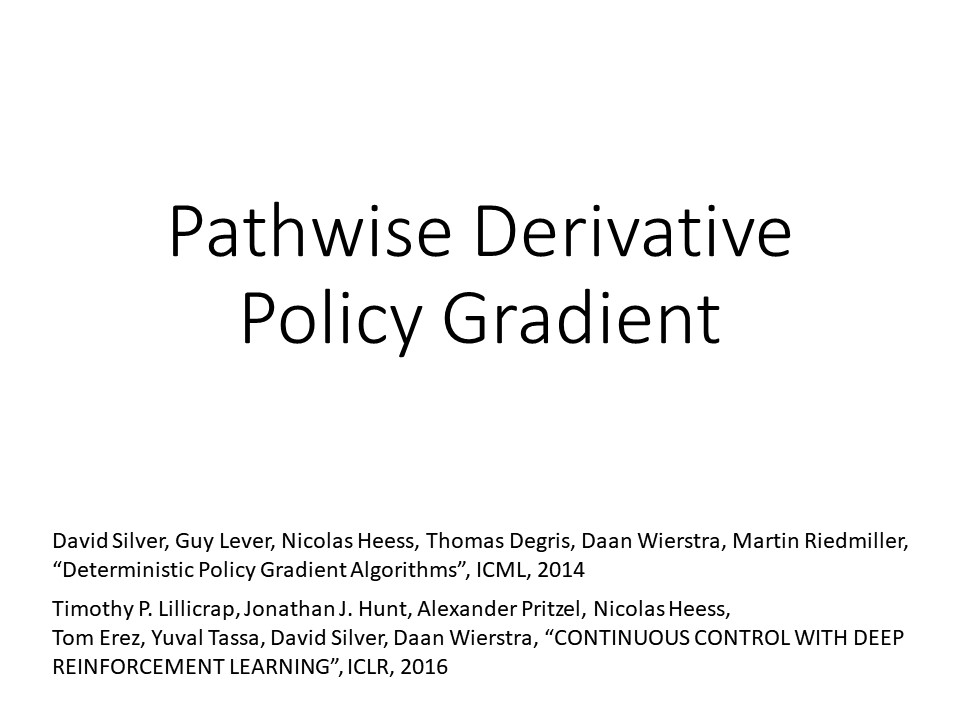 Pathwise Derivative
Policy Gradient
David Silver, Guy Lever, Nicolas Heess, Thomas Degris, Daan Wierstra, Martin Riedmiller,
“Deterministic Policy Gradient Algorithms”, ICML, 2014
Timothy P. Lillicrap, Jonathan J. Hunt, Alexander Pritzel, Nicolas Heess,
Tom Erez, Yuval Tassa, David Silver, Daan Wierstra, “CONTINUOUS CONTROL WITH DEEP
REINFORCEMENT LEARNING”, ICLR, 2016